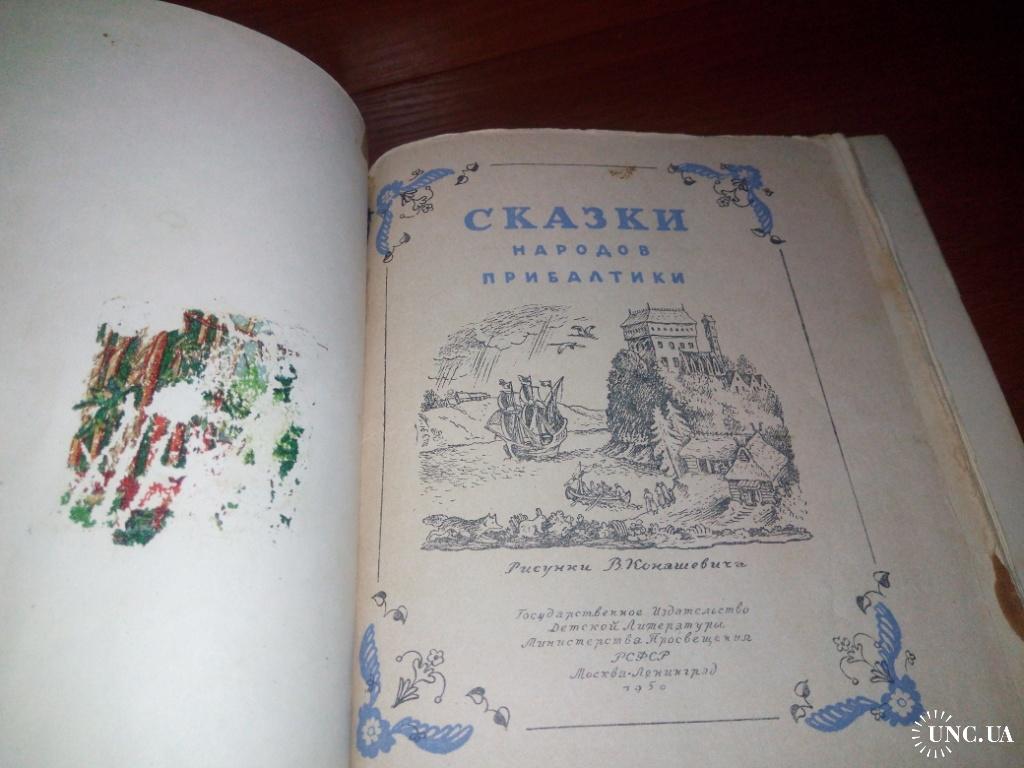 СКАЗКИ
НАРОДОВ
ПРИБАЛТИКИ
Рисунки В. Конашевича
Государственное Издательство
Детской Литературы
Министерства Просвещения
РСФСР
Москва-Ленинград
1950
UNC.UA